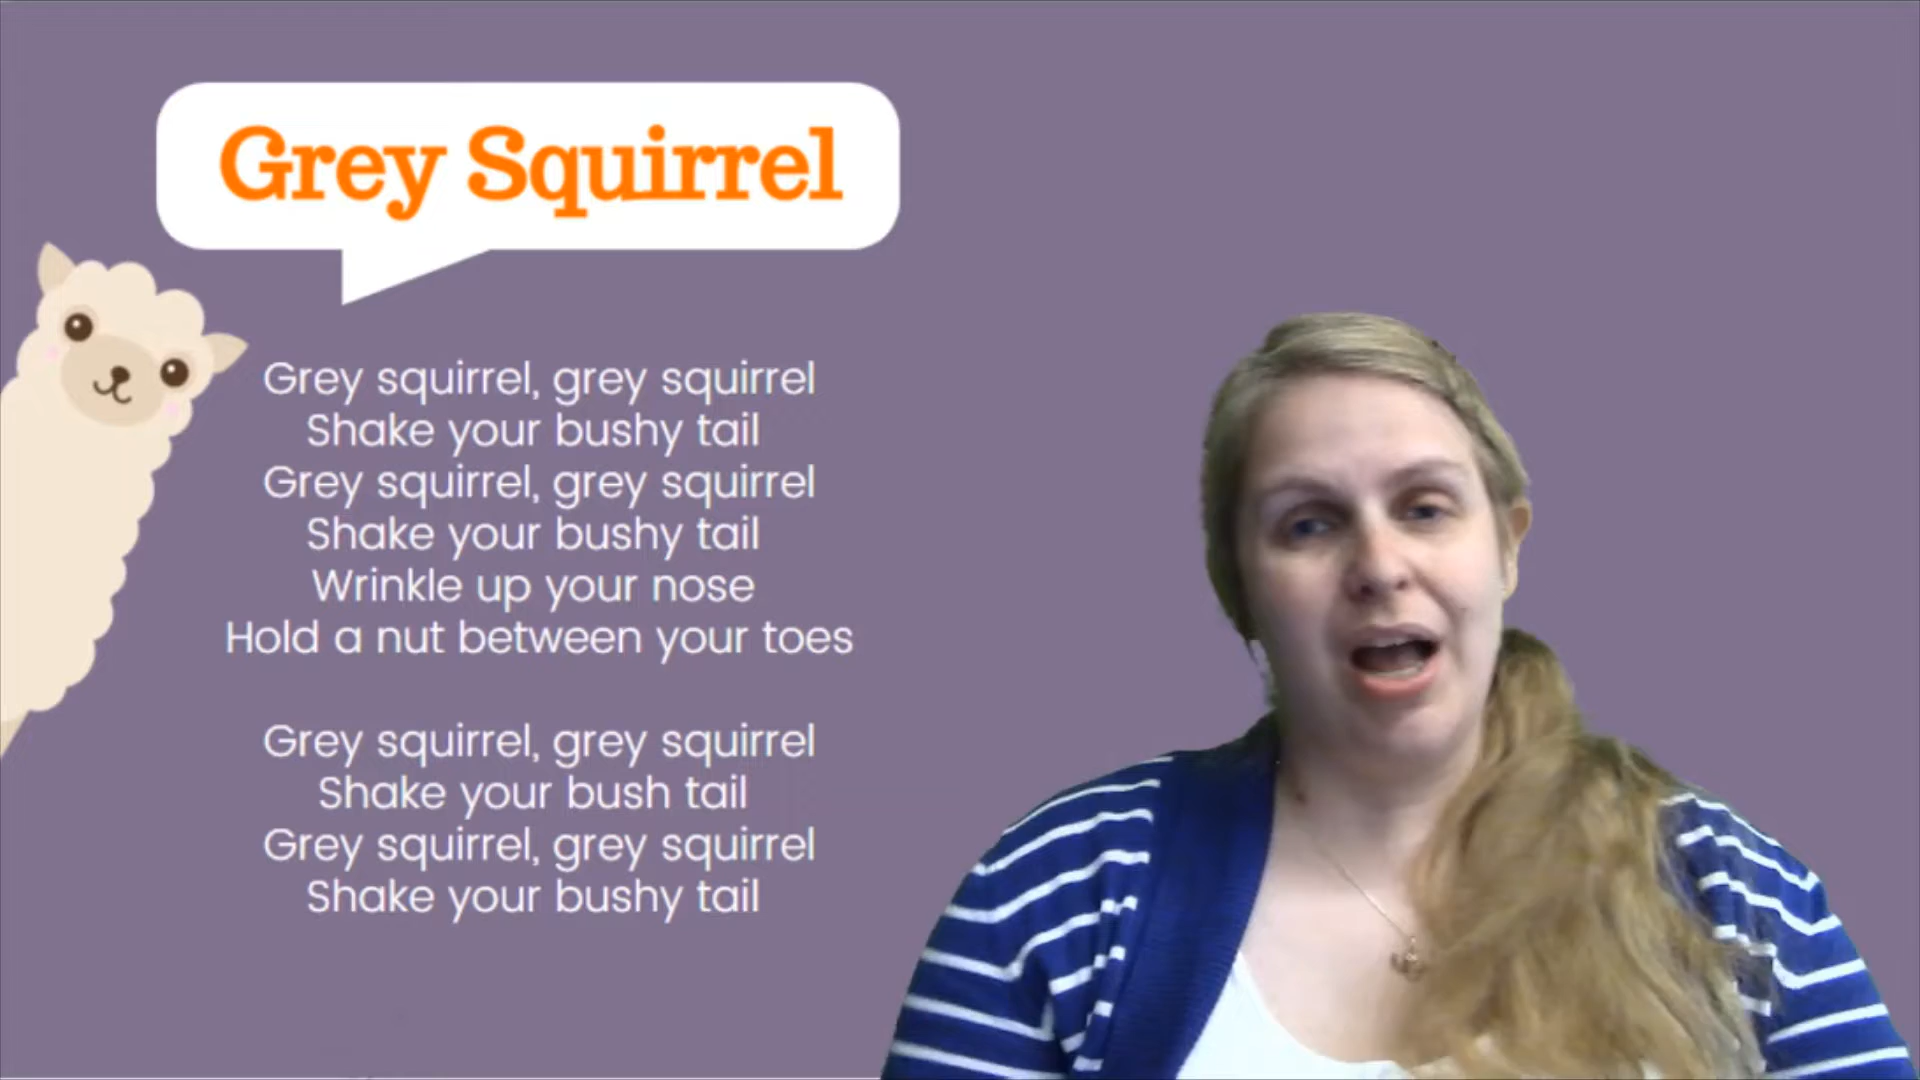 Grey Squirrel
Grey squirrel, grey squirrel
Shake your bushy tail
Grey squirrel, grey squirrel
Shake your bushy tail
Wrinkle up your nose
Hold a nut between your toes
Grey squirrel, grey squirrel
Shake your bush tail
Grey squirrel, grey squirrel
Shake your bushy tail